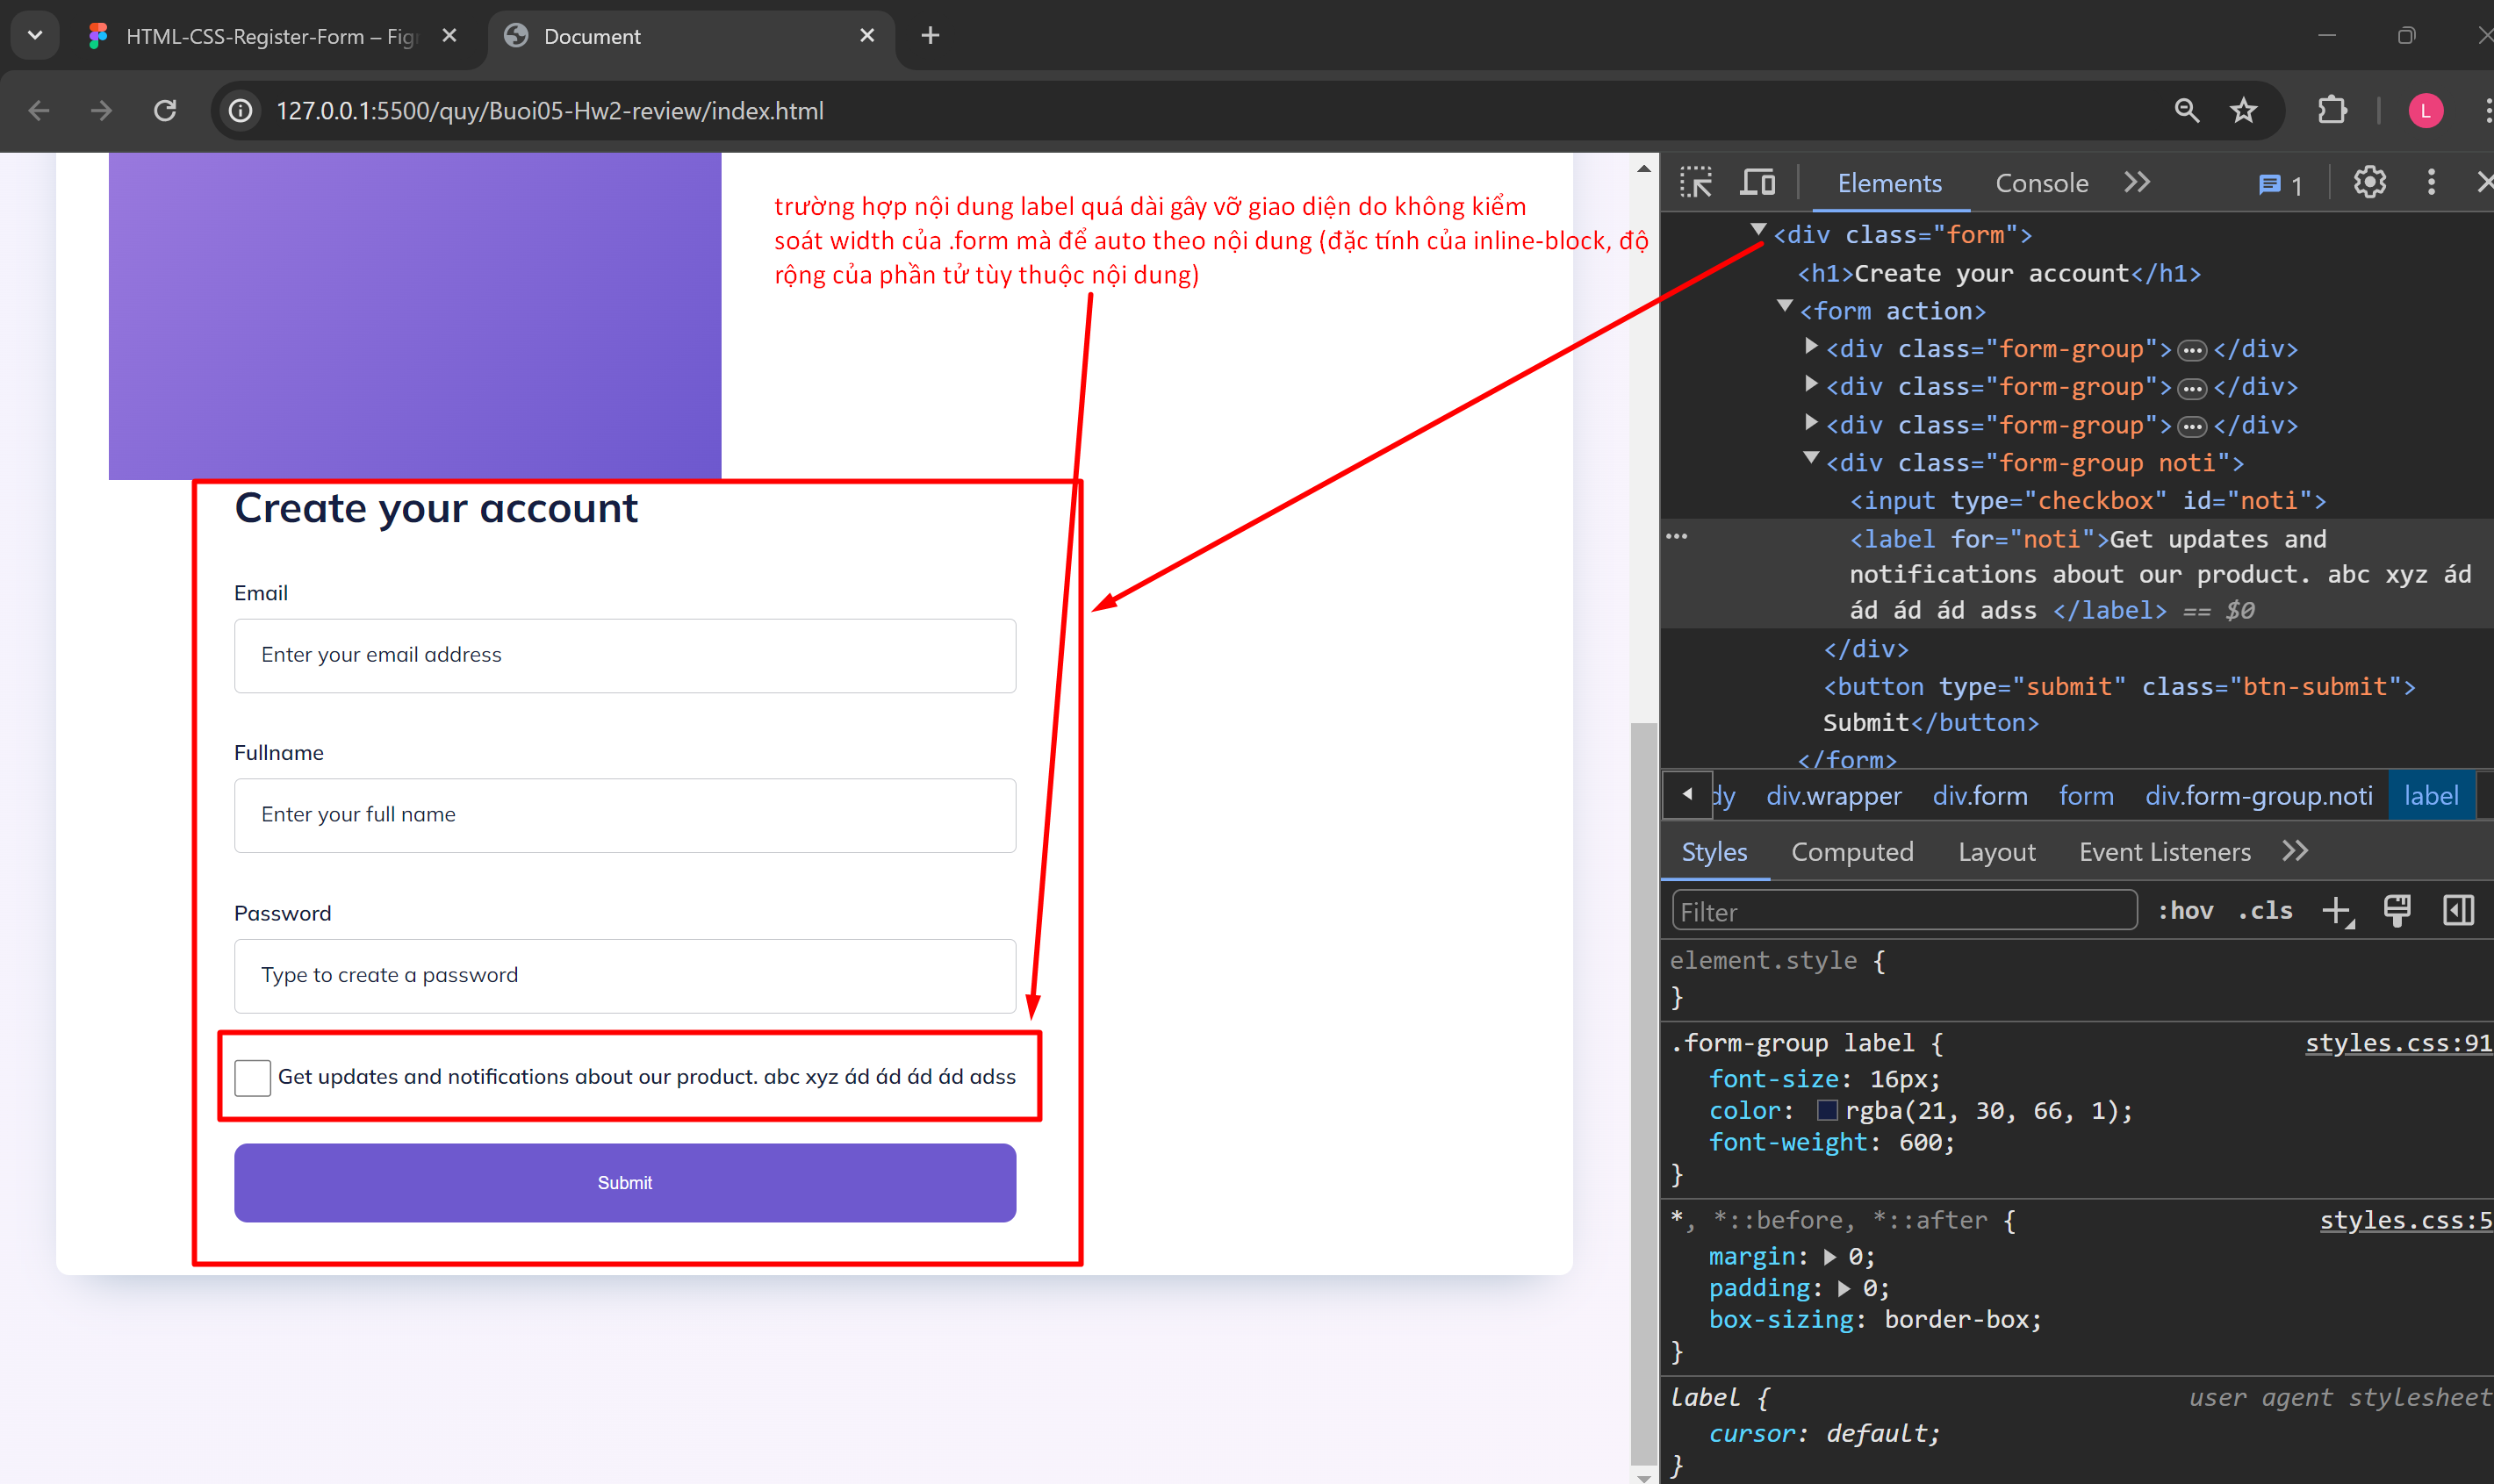 HTML-CSS-Register-Form – Fig
Document
127.0.0.1:5500/quy/Buoi05-Hw2-review/index.html
L
trường hợp nội dung label quá dài gây vỡ giao diện do không kiểm
soát width của .form mà để auto theo nội dung (đặc tính của inline-block, độ
rộng của phần tử tùy thuộc nội dung)
Create your account
Email
Enter your email address
Fullname
Enter your full name
Password
Type to create a password
Get updates and notifications about our product. abc xyz ád ád ád ád adss
Submit
Elements
Console
1
<div class="form">
<h1>Create your account</h1>
<form action>
<div class="form-group">…</div>
<div class="form-group">…</div>
<div class="form-group">…</div>
<div class="form-group noti">
<input type="checkbox" id="noti">
<label for="noti">Get updates and
notifications about our product. abc xyz ád
ád ád ád adss </label> == $0
</div>
<button type="submit" class="btn-submit">
Submit</button>
</form>
dy div.wrapper div.form form div.form-group.noti label
Styles Computed Layout Event Listeners
Filter
:hov .cls
element.style {
}
.form-group label { styles.css:91
font-size: 16px;
color: rgba(21, 30, 66, 1);
font-weight: 600;
}
*, *::before, *::after { styles.css:5
margin: 0;
padding: 0;
box-sizing: border-box;
}
label { user agent stylesheet
cursor: default;
}